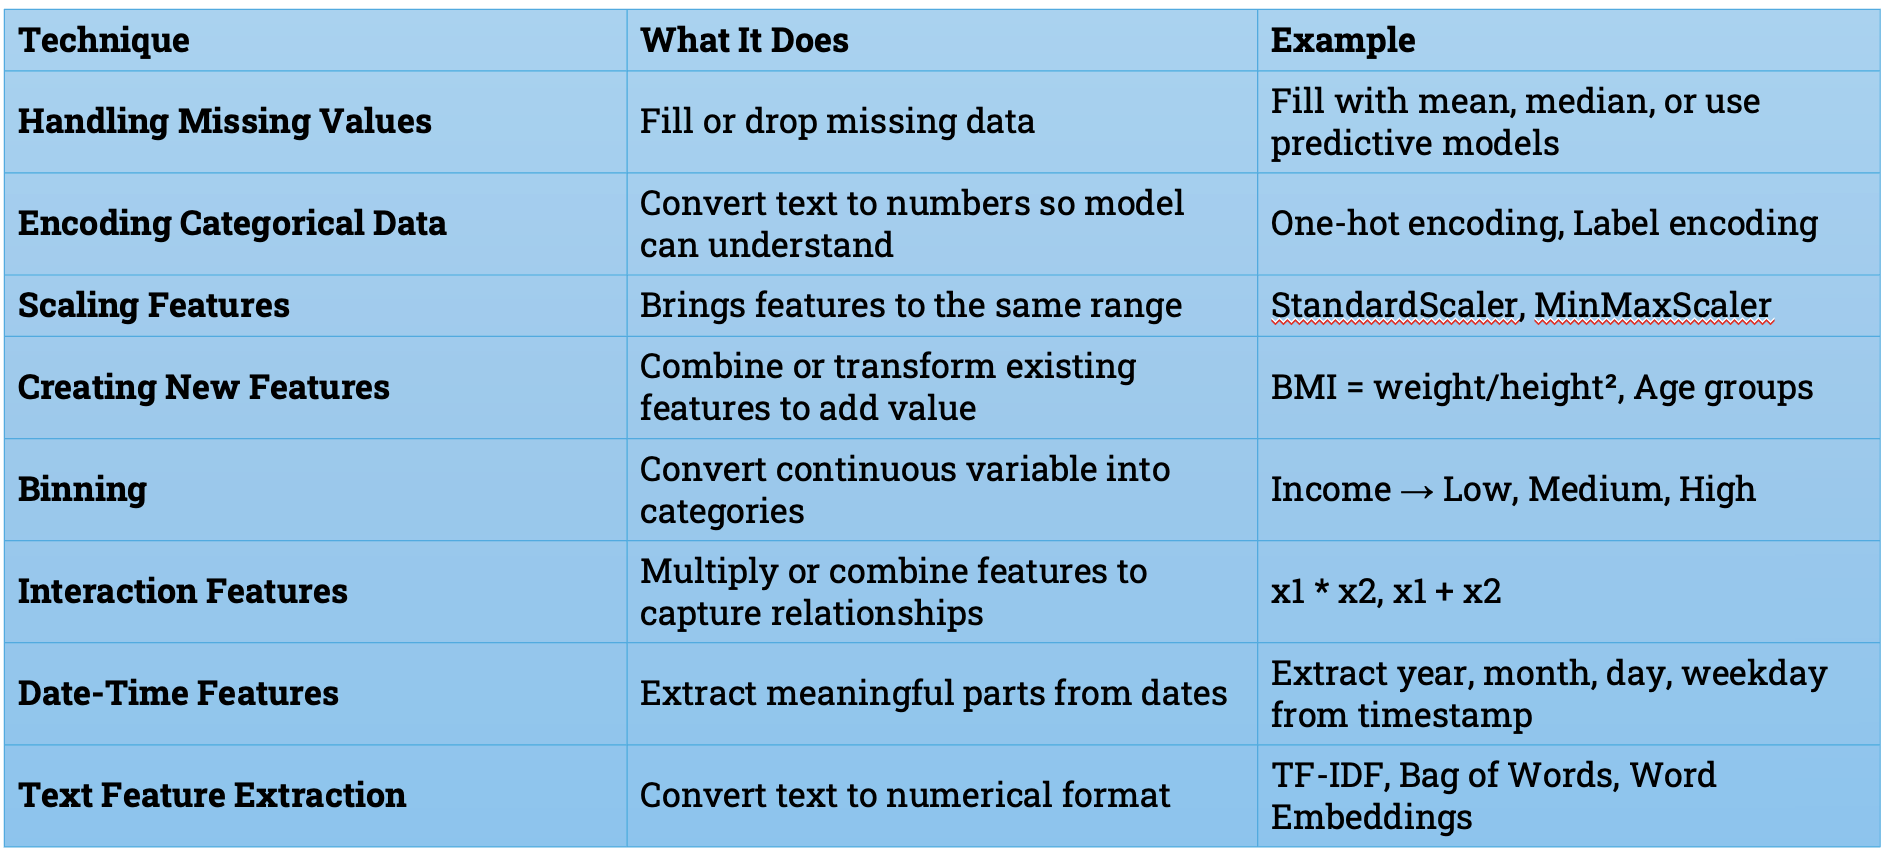 Technique
What It Does
Example
Handling Missing Values
Fill or drop missing data
Fill with mean, median, or use
predictive models
Encoding Categorical Data
Convert text to numbers so model
can understand
One-hot encoding, Label encoding
Scaling Features
Brings features to the same range
StandardScaler, MinMaxScaler
Creating New Features
Combine or transform existing
features to add value
BMI = weight/height², Age groups
Binning
Convert continuous variable into
categories
Income → Low, Medium, High
Interaction Features
Multiply or combine features to
capture relationships
x1 * x2, x1 + x2
Date-Time Features
Extract meaningful parts from dates
Extract year, month, day, weekday
from timestamp
Text Feature Extraction
Convert text to numerical format
TF-IDF, Bag of Words, Word
Embeddings